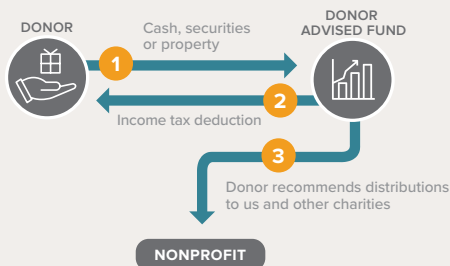 DONOR
Cash, securities
or property
DONOR
ADVISED FUND
1
2
Income tax deduction
3
Donor recommends distributions
to us and other charities
NONPROFIT